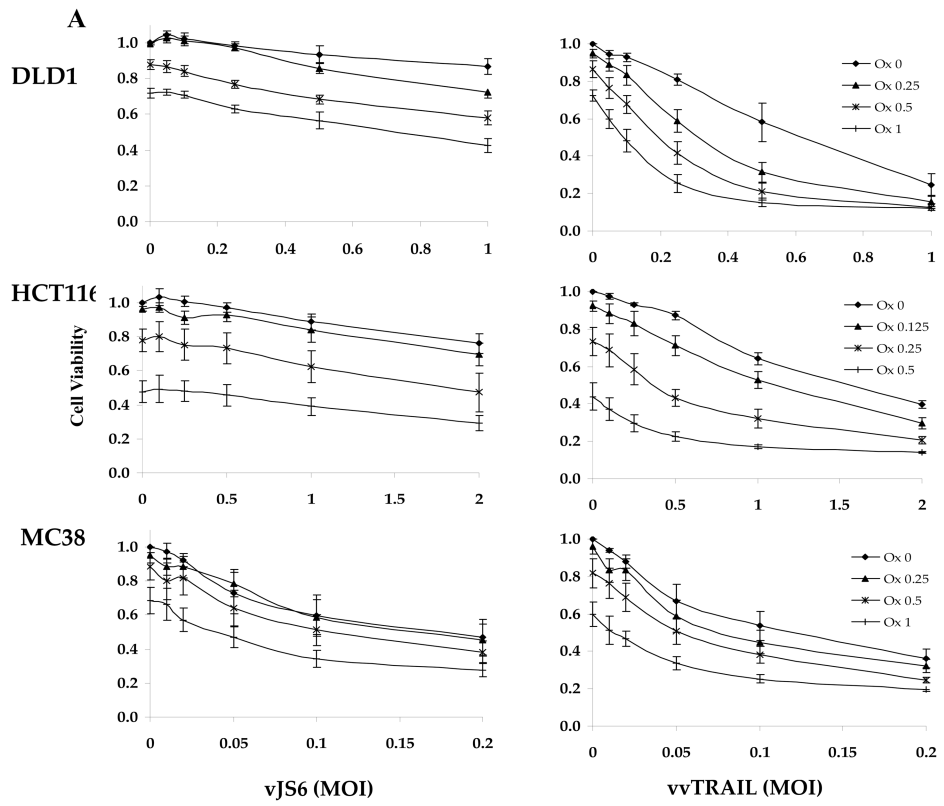 A
DLD1
1.0
0.8
0.6
0.4
0.2
0.0
0 0.2 0.4 0.6 0.8 1
1.0
0.8
0.6
0.4
0.2
0.0
0 0.2 0.4 0.6 0.8 1
Ox 0
Ox 0.25
Ox 0.5
Ox 1
HCT116
Cell Viability
1.0
0.8
0.6
0.4
0.2
0.0
0 0.5 1 1.5 2
1.0
0.8
0.6
0.4
0.2
0.0
0 0.5 1 1.5 2
Ox 0
Ox 0.125
Ox 0.25
Ox 0.5
MC38
1.0
0.8
0.6
0.4
0.2
0.0
0 0.05 0.1 0.15 0.2
vJS6 (MOI)
1.0
0.8
0.6
0.4
0.2
0.0
0 0.05 0.1 0.15 0.2
Ox 0
Ox 0.25
Ox 0.5
Ox 1
vvTRAIL (MOI)